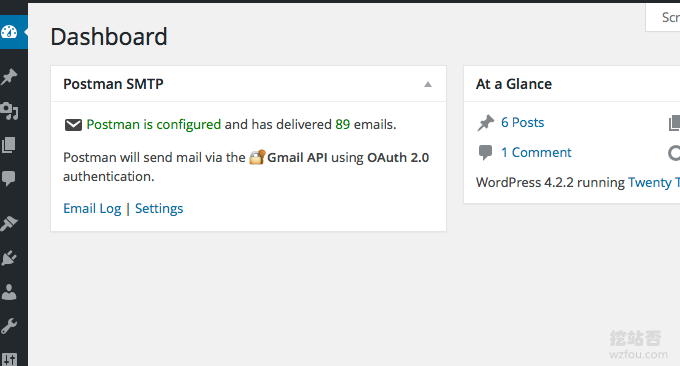 Dashboard
Postman SMTP
Postman is configured and has delivered 89 emails.
Postman will send mail via the Gmail API using OAuth 2.0
authentication.
Email Log | Settings
Scr
At a Glance
6 Posts
1 Comment
WordPress 4.2.2 running Twenty T
挖站否
wzfou.com